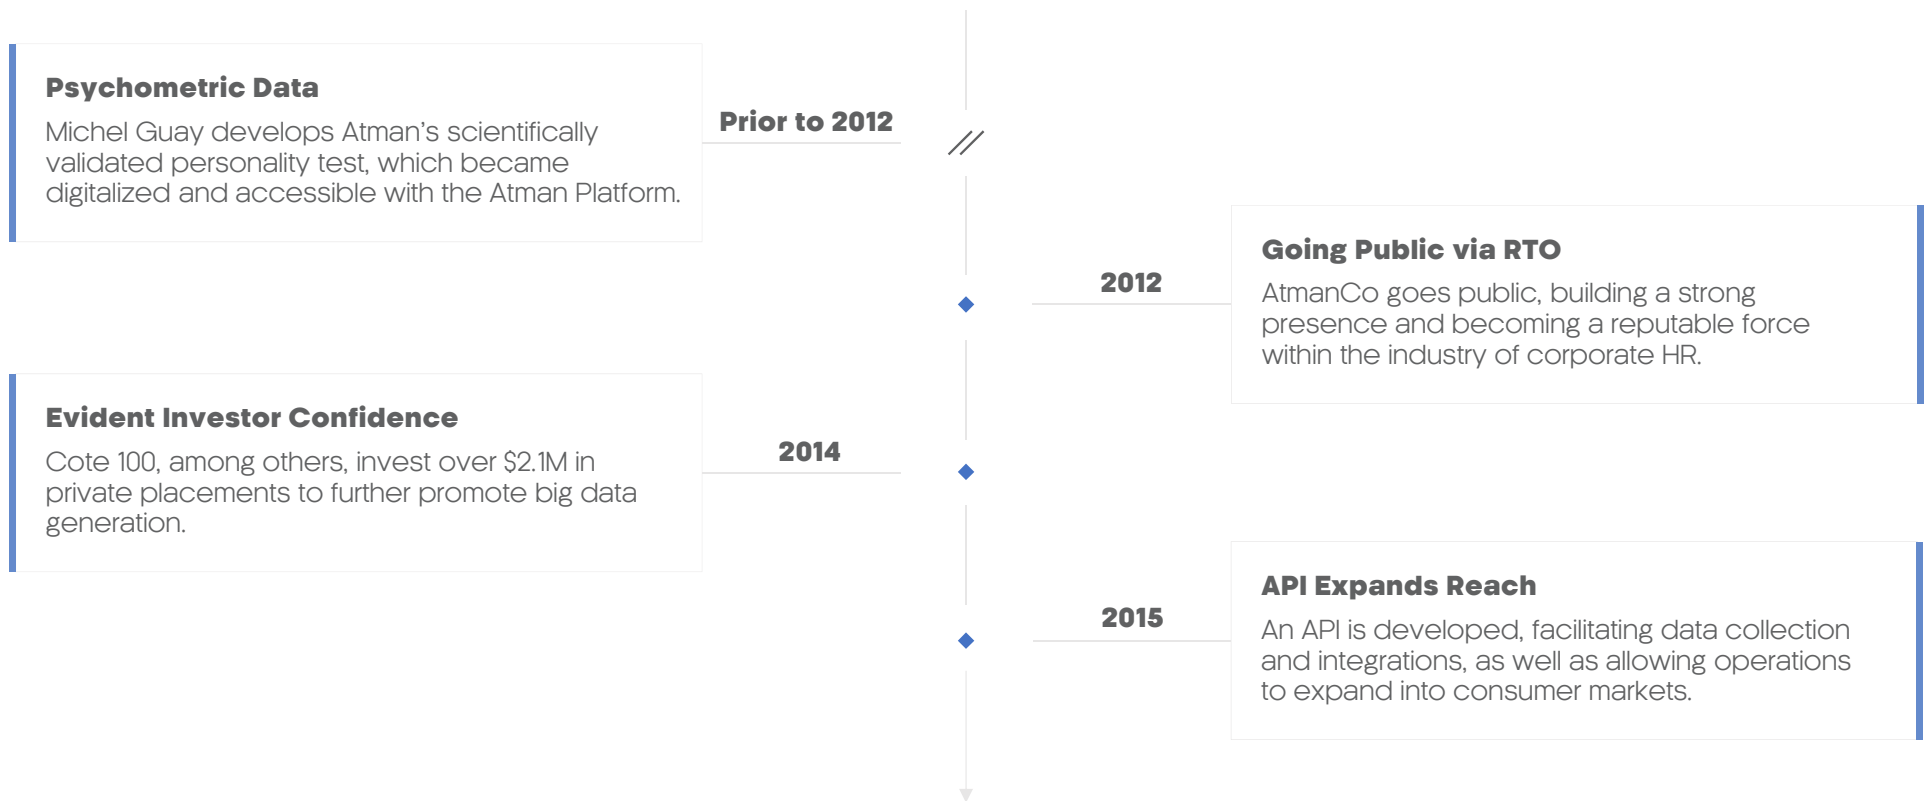 Psychometric Data
Michel Guay develops Atman’s scientifically
validated personality test, which became
digitalized and accessible with the Atman Platform.
Prior to 2012
Going Public via RTO
AtmanCo goes public, building a strong
presence and becoming a reputable force
within the industry of corporate HR.
2012
Evident Investor Confidence
Cote 100, among others, invest over $2.1M in
private placements to further promote big data
generation.
2014
API Expands Reach
An API is developed, facilitating data collection
and integrations, as well as allowing operations
to expand into consumer markets.
2015